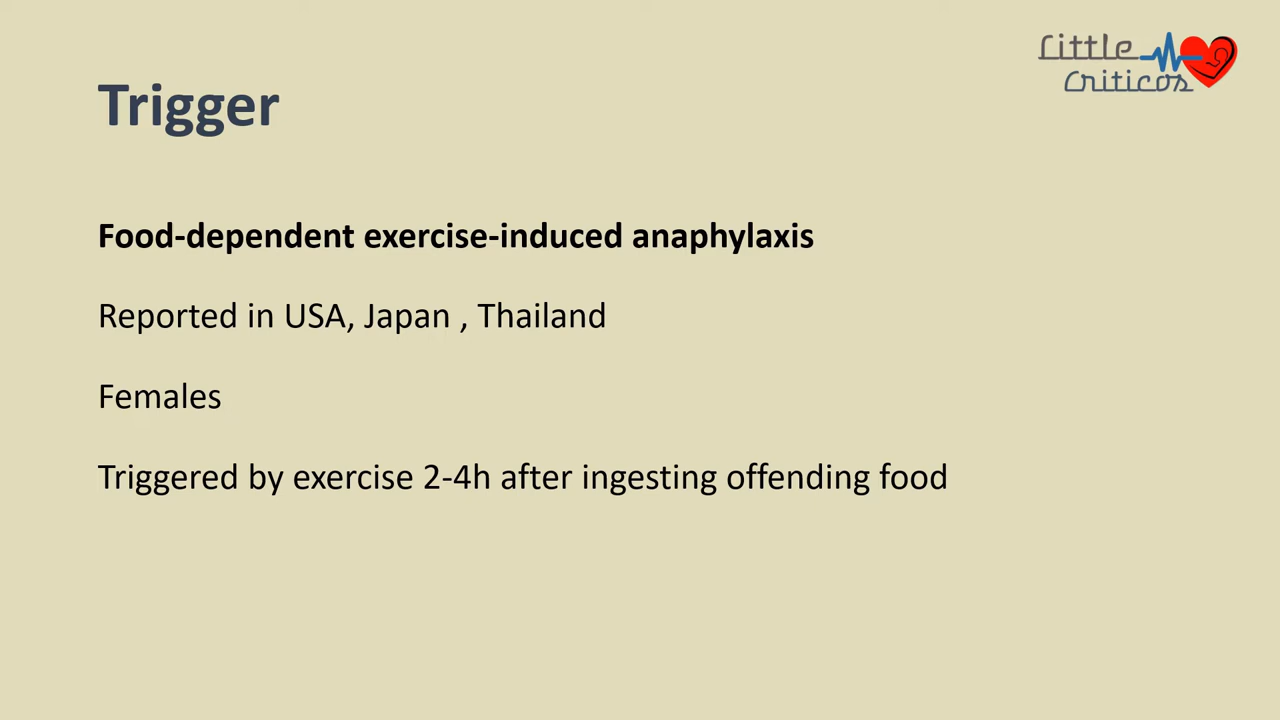 Little
Criticos
Trigger
Food-dependent exercise-induced anaphylaxis
Reported in USA, Japan , Thailand
Females
Triggered by exercise 2-4h after ingesting offending food